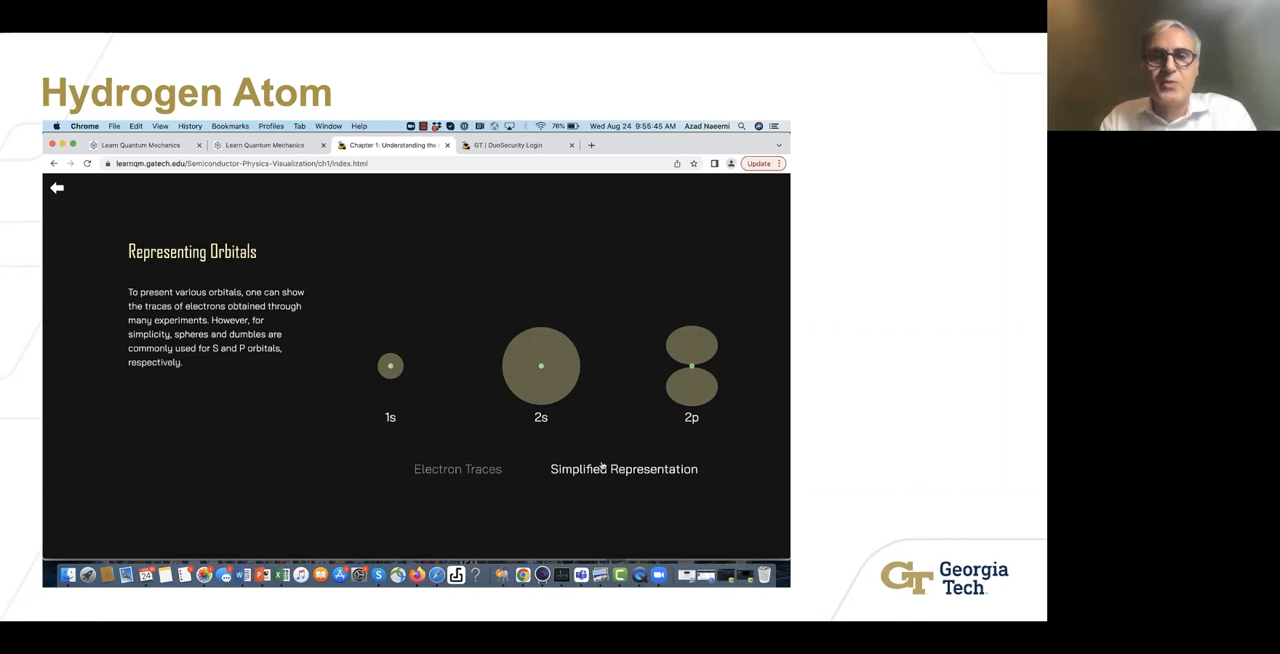 Hydrogen Atom
Chrome File Edit View History Bookmarks Profiles Tab Window Help 76% Wed Aug 24 9:55:45 AM Azad Naeemi
Learn Quantum Mechanics Learn Quantum Mechanics Chapter 1: Understanding the GT | DuoSecurity Login
learnqm.gatech.edu/Semiconductor-Physics-Visualization/ch1/index.html Update
Representing Orbitals
To present various orbitals, one can show
the traces of electrons obtained through
many experiments. However, for
simplicity, spheres and dumbles are
commonly used for S and P orbitals,
respectively.
1s 2s 2p
Electron Traces Simplified Representation
GT Georgia
Tech